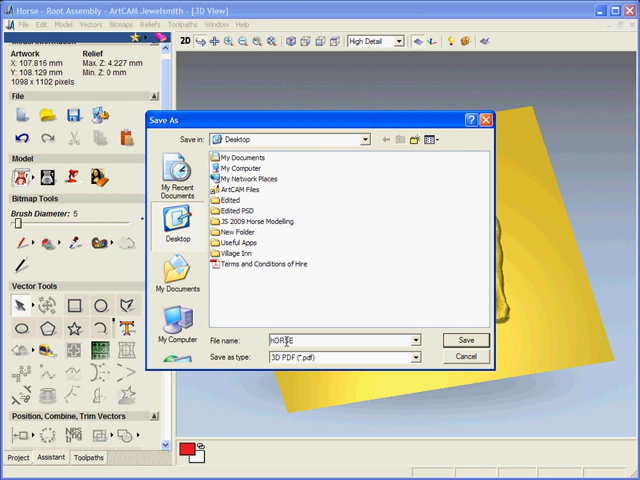 Horse - Root Assembly - ArtCAM Jewelsmith - [3D View]
File Edit Model Vectors Bitmaps Reliefs Toolpaths Window Help
Model Information
Artwork Relief
X: 107.816 mm Max. Z: 4.227 mm
Y: 108.129 mm Min. Z: 0 mm
1098 x 1102 pixels
File
Model
Bitmap Tools
Brush Diameter: 5
Vector Tools
Position, Combine, Trim Vectors
Project Assistant Toolpaths
2D
High Detail
Save As
Save in: Desktop
My Recent Documents
Desktop
My Documents
My Computer
My Documents
My Computer
My Network Places
ArtCAM Files
Edited
Edited PSD
JS 2009 Horse Modelling
New Folder
Useful Apps
Village Inn
Terms and Conditions of Hire
File name: hORSE
Save as type: 3D PDF (*.pdf)
Save
Cancel